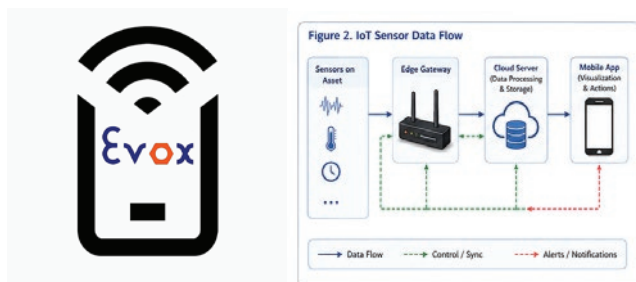 Evox
Figure 2. IoT Sensor Data Flow
Sensors on
Asset
Edge Gateway
Cloud Server
(Data Processing
& Storage)
Mobile App
(Visualization
& Actions)
Data Flow
Control / Sync
Alerts / Notifications